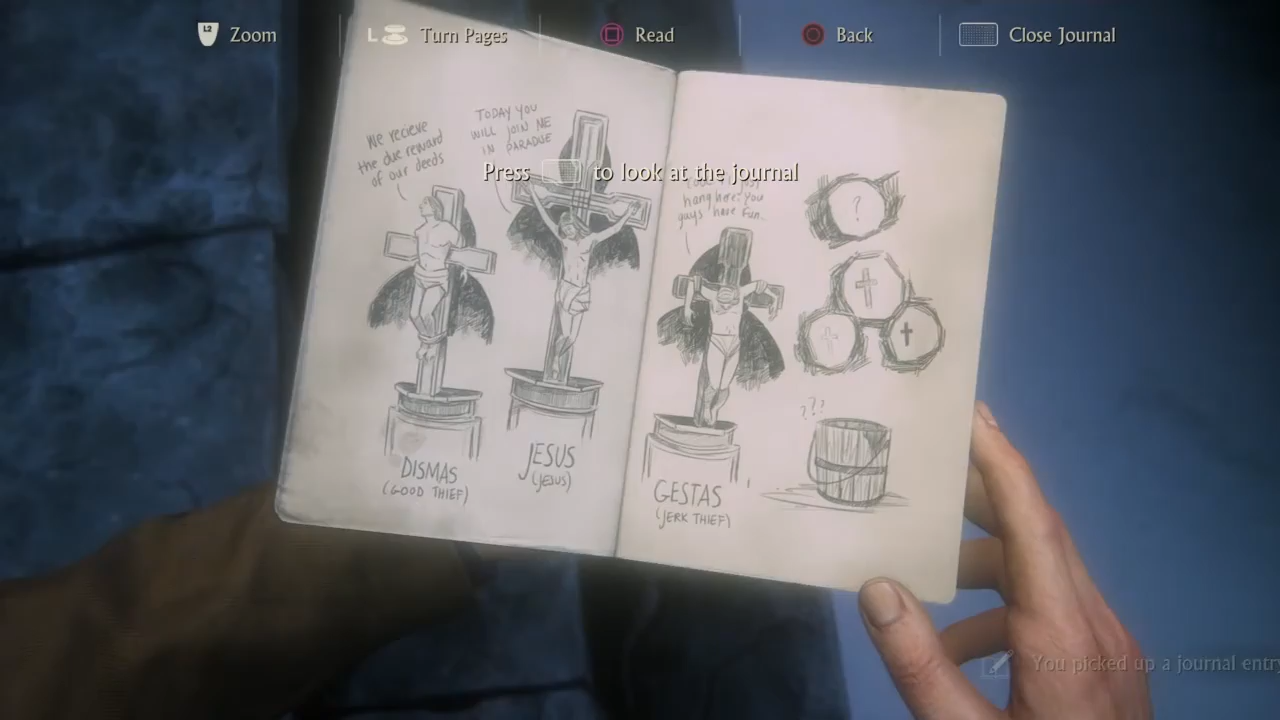 L2 Zoom
L Turn Pages
Read
Back
Close Journal
We recieve
the due reward
of our deeds
TODAY YOU
WILL JOIN ME
IN PARADISE
Press to look at the journal
hang here. you
guys have fun..
?
???
DISMAS
(GOOD THIEF)
JESUS
(JESUS)
GESTAS
(JERK THIEF)
You picked up a journal entry